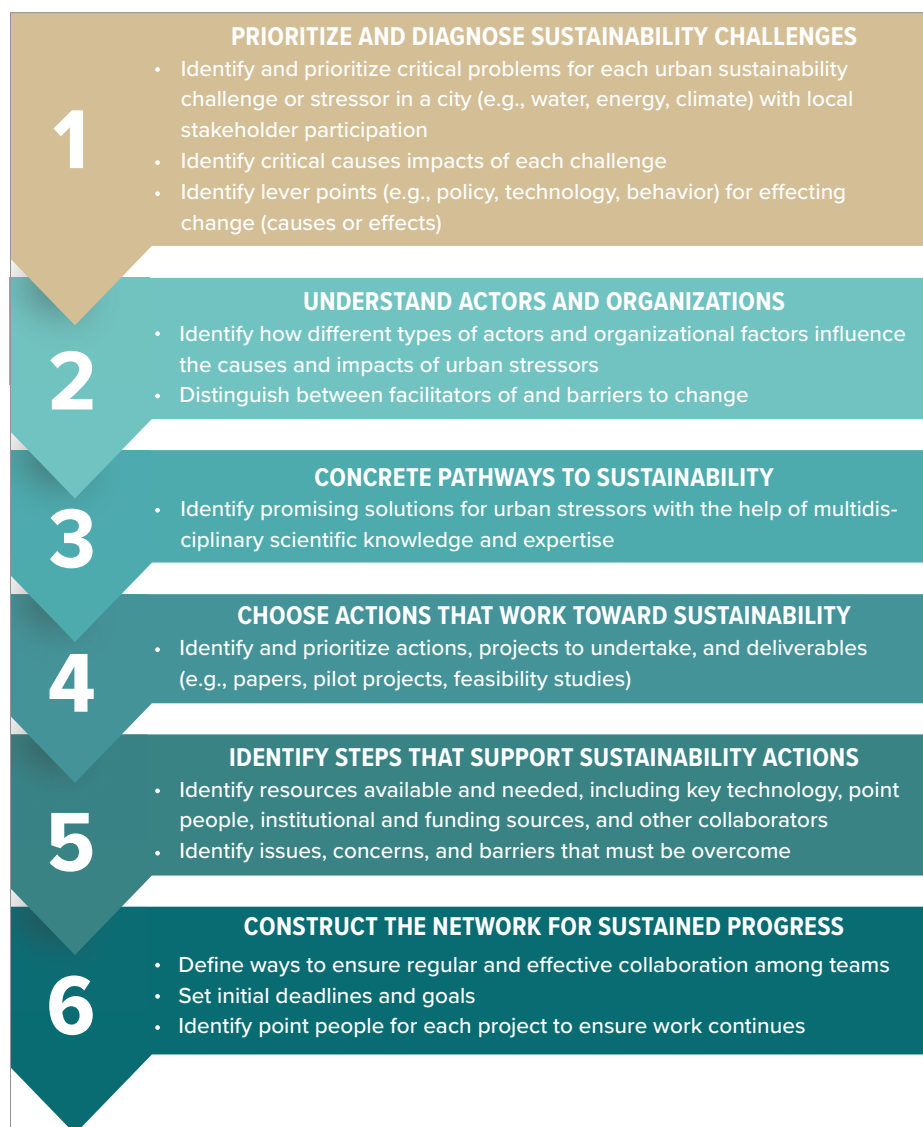 1
PRIORITIZE AND DIAGNOSE SUSTAINABILITY CHALLENGES
• Identify and prioritize critical problems for each urban sustainability
challenge or stressor in a city (e.g., water, energy, climate) with local
stakeholder participation
• Identify critical causes impacts of each challenge
• Identify lever points (e.g., policy, technology, behavior) for effecting
change (causes or effects)
2
UNDERSTAND ACTORS AND ORGANIZATIONS
• Identify how different types of actors and organizational factors influence
the causes and impacts of urban stressors
• Distinguish between facilitators of and barriers to change
3
CONCRETE PATHWAYS TO SUSTAINABILITY
• Identify promising solutions for urban stressors with the help of multidis-
ciplinary scientific knowledge and expertise
4
CHOOSE ACTIONS THAT WORK TOWARD SUSTAINABILITY
• Identify and prioritize actions, projects to undertake, and deliverables
(e.g., papers, pilot projects, feasibility studies)
5
IDENTIFY STEPS THAT SUPPORT SUSTAINABILITY ACTIONS
• Identify resources available and needed, including key technology, point
people, institutional and funding sources, and other collaborators
• Identify issues, concerns, and barriers that must be overcome
6
CONSTRUCT THE NETWORK FOR SUSTAINED PROGRESS
• Define ways to ensure regular and effective collaboration among teams
• Set initial deadlines and goals
• Identify point people for each project to ensure work continues